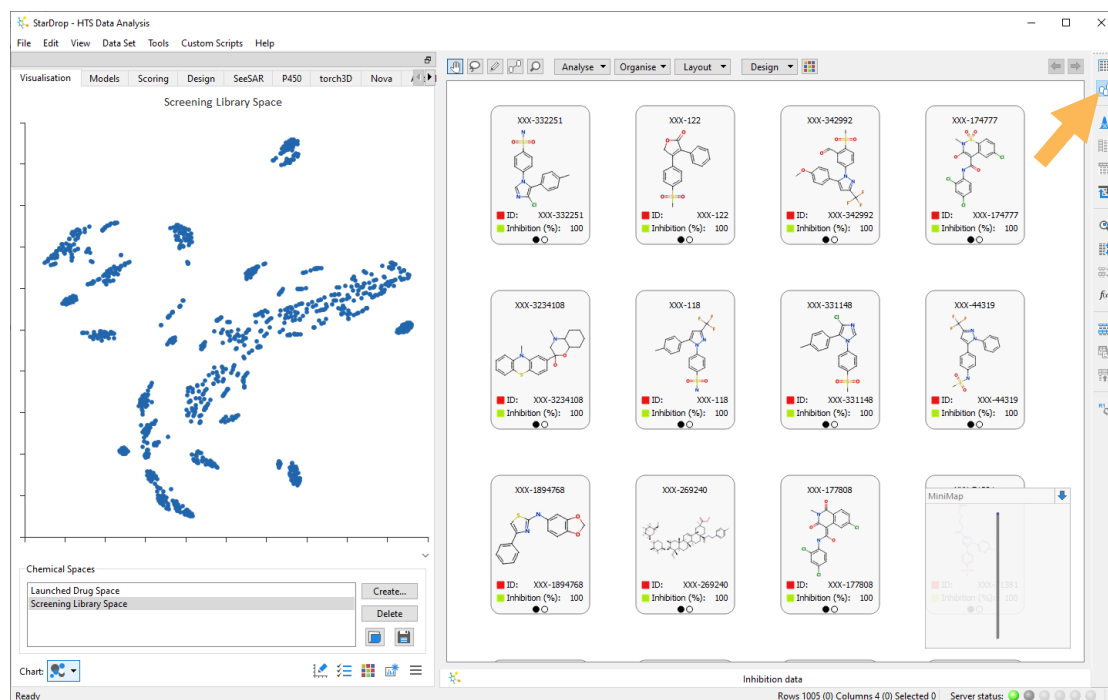 StarDrop - HTS Data Analysis
File Edit View Data Set Tools Custom Scripts Help
Visualisation Models Scoring Design SeeSAR P450 torch3D Nova
Analyse Organise Layout Design
Screening Library Space
XXX-332251 XXX-122 XXX-342992 XXX-174777
ID: XXX-332251 ID: XXX-122 ID: XXX-342992 ID: XXX-174777
Inhibition (%): 100 Inhibition (%): 100 Inhibition (%): 100 Inhibition (%): 100
XXX-3234108 XXX-118 XXX-331148 XXX-44319
ID: XXX-3234108 ID: XXX-118 ID: XXX-331148 ID: XXX-44319
Inhibition (%): 100 Inhibition (%): 100 Inhibition (%): 100 Inhibition (%): 100
XXX-1894768 XXX-269240 XXX-177808
MiniMap
ID: XXX-1894768 ID: XXX-269240 ID: XXX-177808
Inhibition (%): 100 Inhibition (%): 100 Inhibition (%): 100 Inhibition (%): 100
Chemical Spaces
Launched Drug Space
Screening Library Space
Create...
Delete
Chart:
Inhibition data
Ready
Rows 1005 (0) Columns 4 (0) Selected 0 Server status: